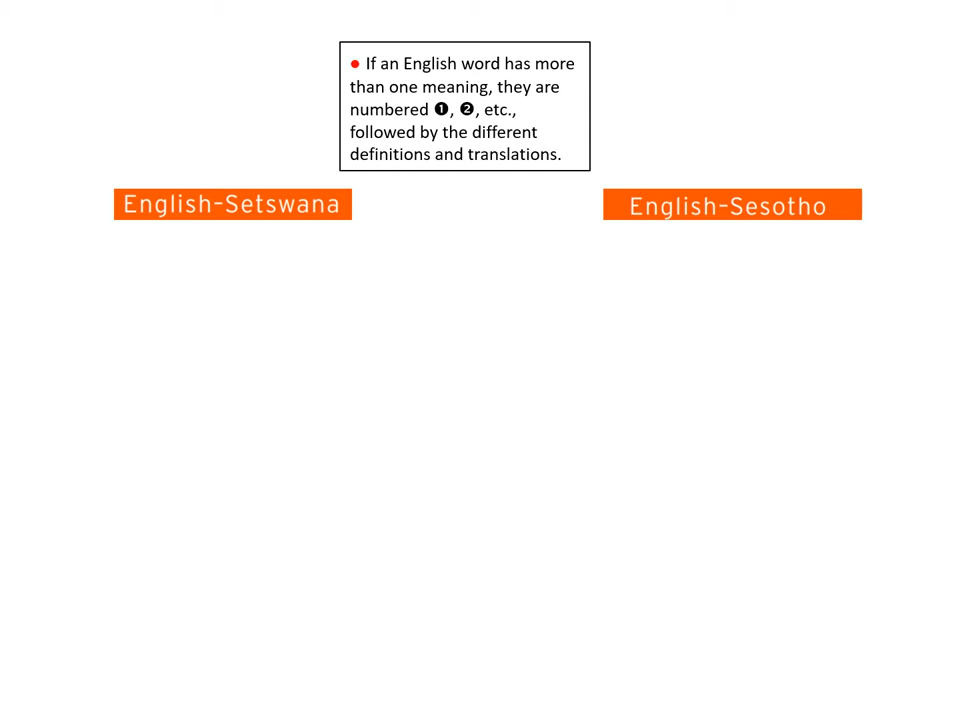 ● If an English word has more
than one meaning, they are
numbered ❶, ❷, etc.,
followed by the different
definitions and translations.
English-Setswana
English-Sesotho